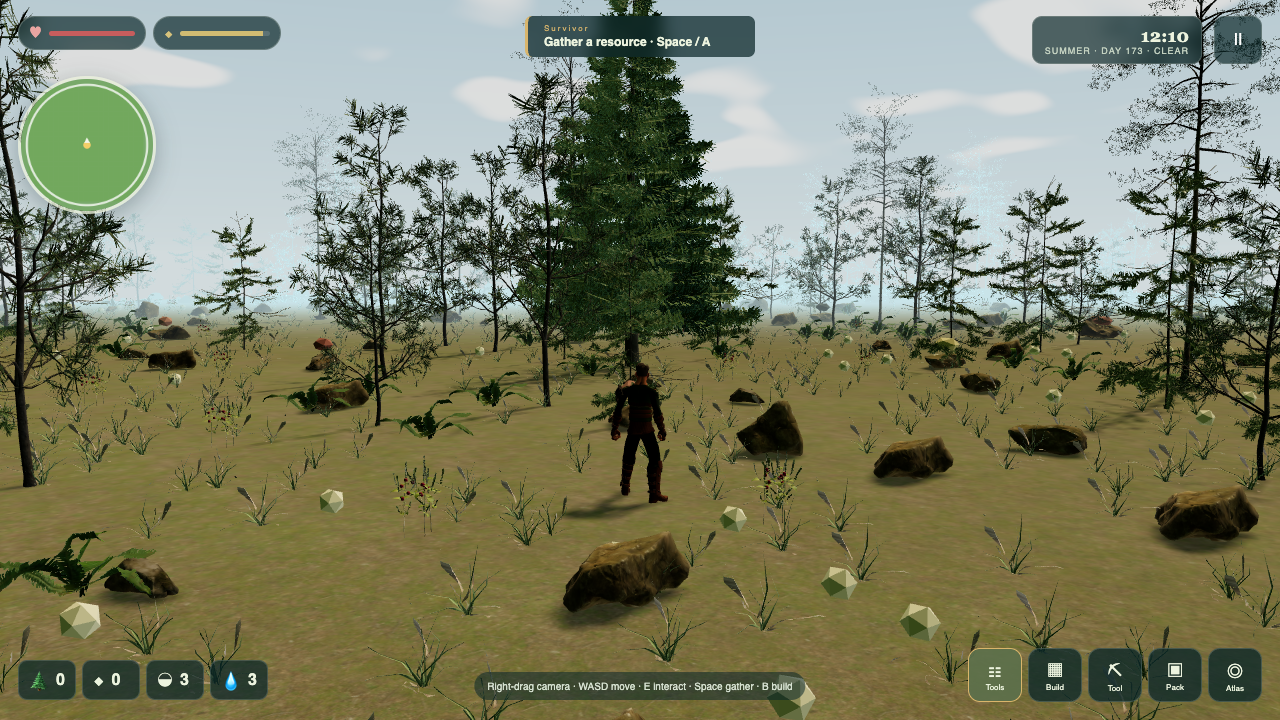 Survivor
Gather a resource · Space / A
12:10
SUMMER · DAY 173 · CLEAR
0
0
3
3
Right-drag camera · WASD move · E interact · Space gather · B build
Tools
Build
Tool
Pack
Atlas